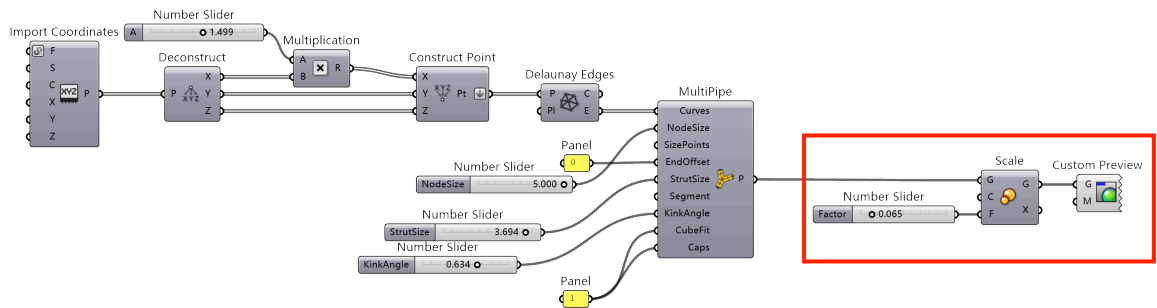 Import Coordinates
F
S
C
X
Y
Z
XYZ
P
Number Slider
A 1.499
Multiplication
A
B
R
Deconstruct
P
XYZ
X
Y
Z
Construct Point
X
Y
Z
XYZ
Pt
Delaunay Edges
P
Pl
C
E
MultiPipe
Curves
NodeSize
SizePoints
EndOffset
StrutSize
Segment
KinkAngle
CubeFit
Caps
P
Panel
0
Number Slider
NodeSize 5.000
Number Slider
StrutSize 3.694
Number Slider
KinkAngle 0.634
Panel
1
Number Slider
Factor 0.065
Scale
G
C
F
G
X
Custom Preview
G
M